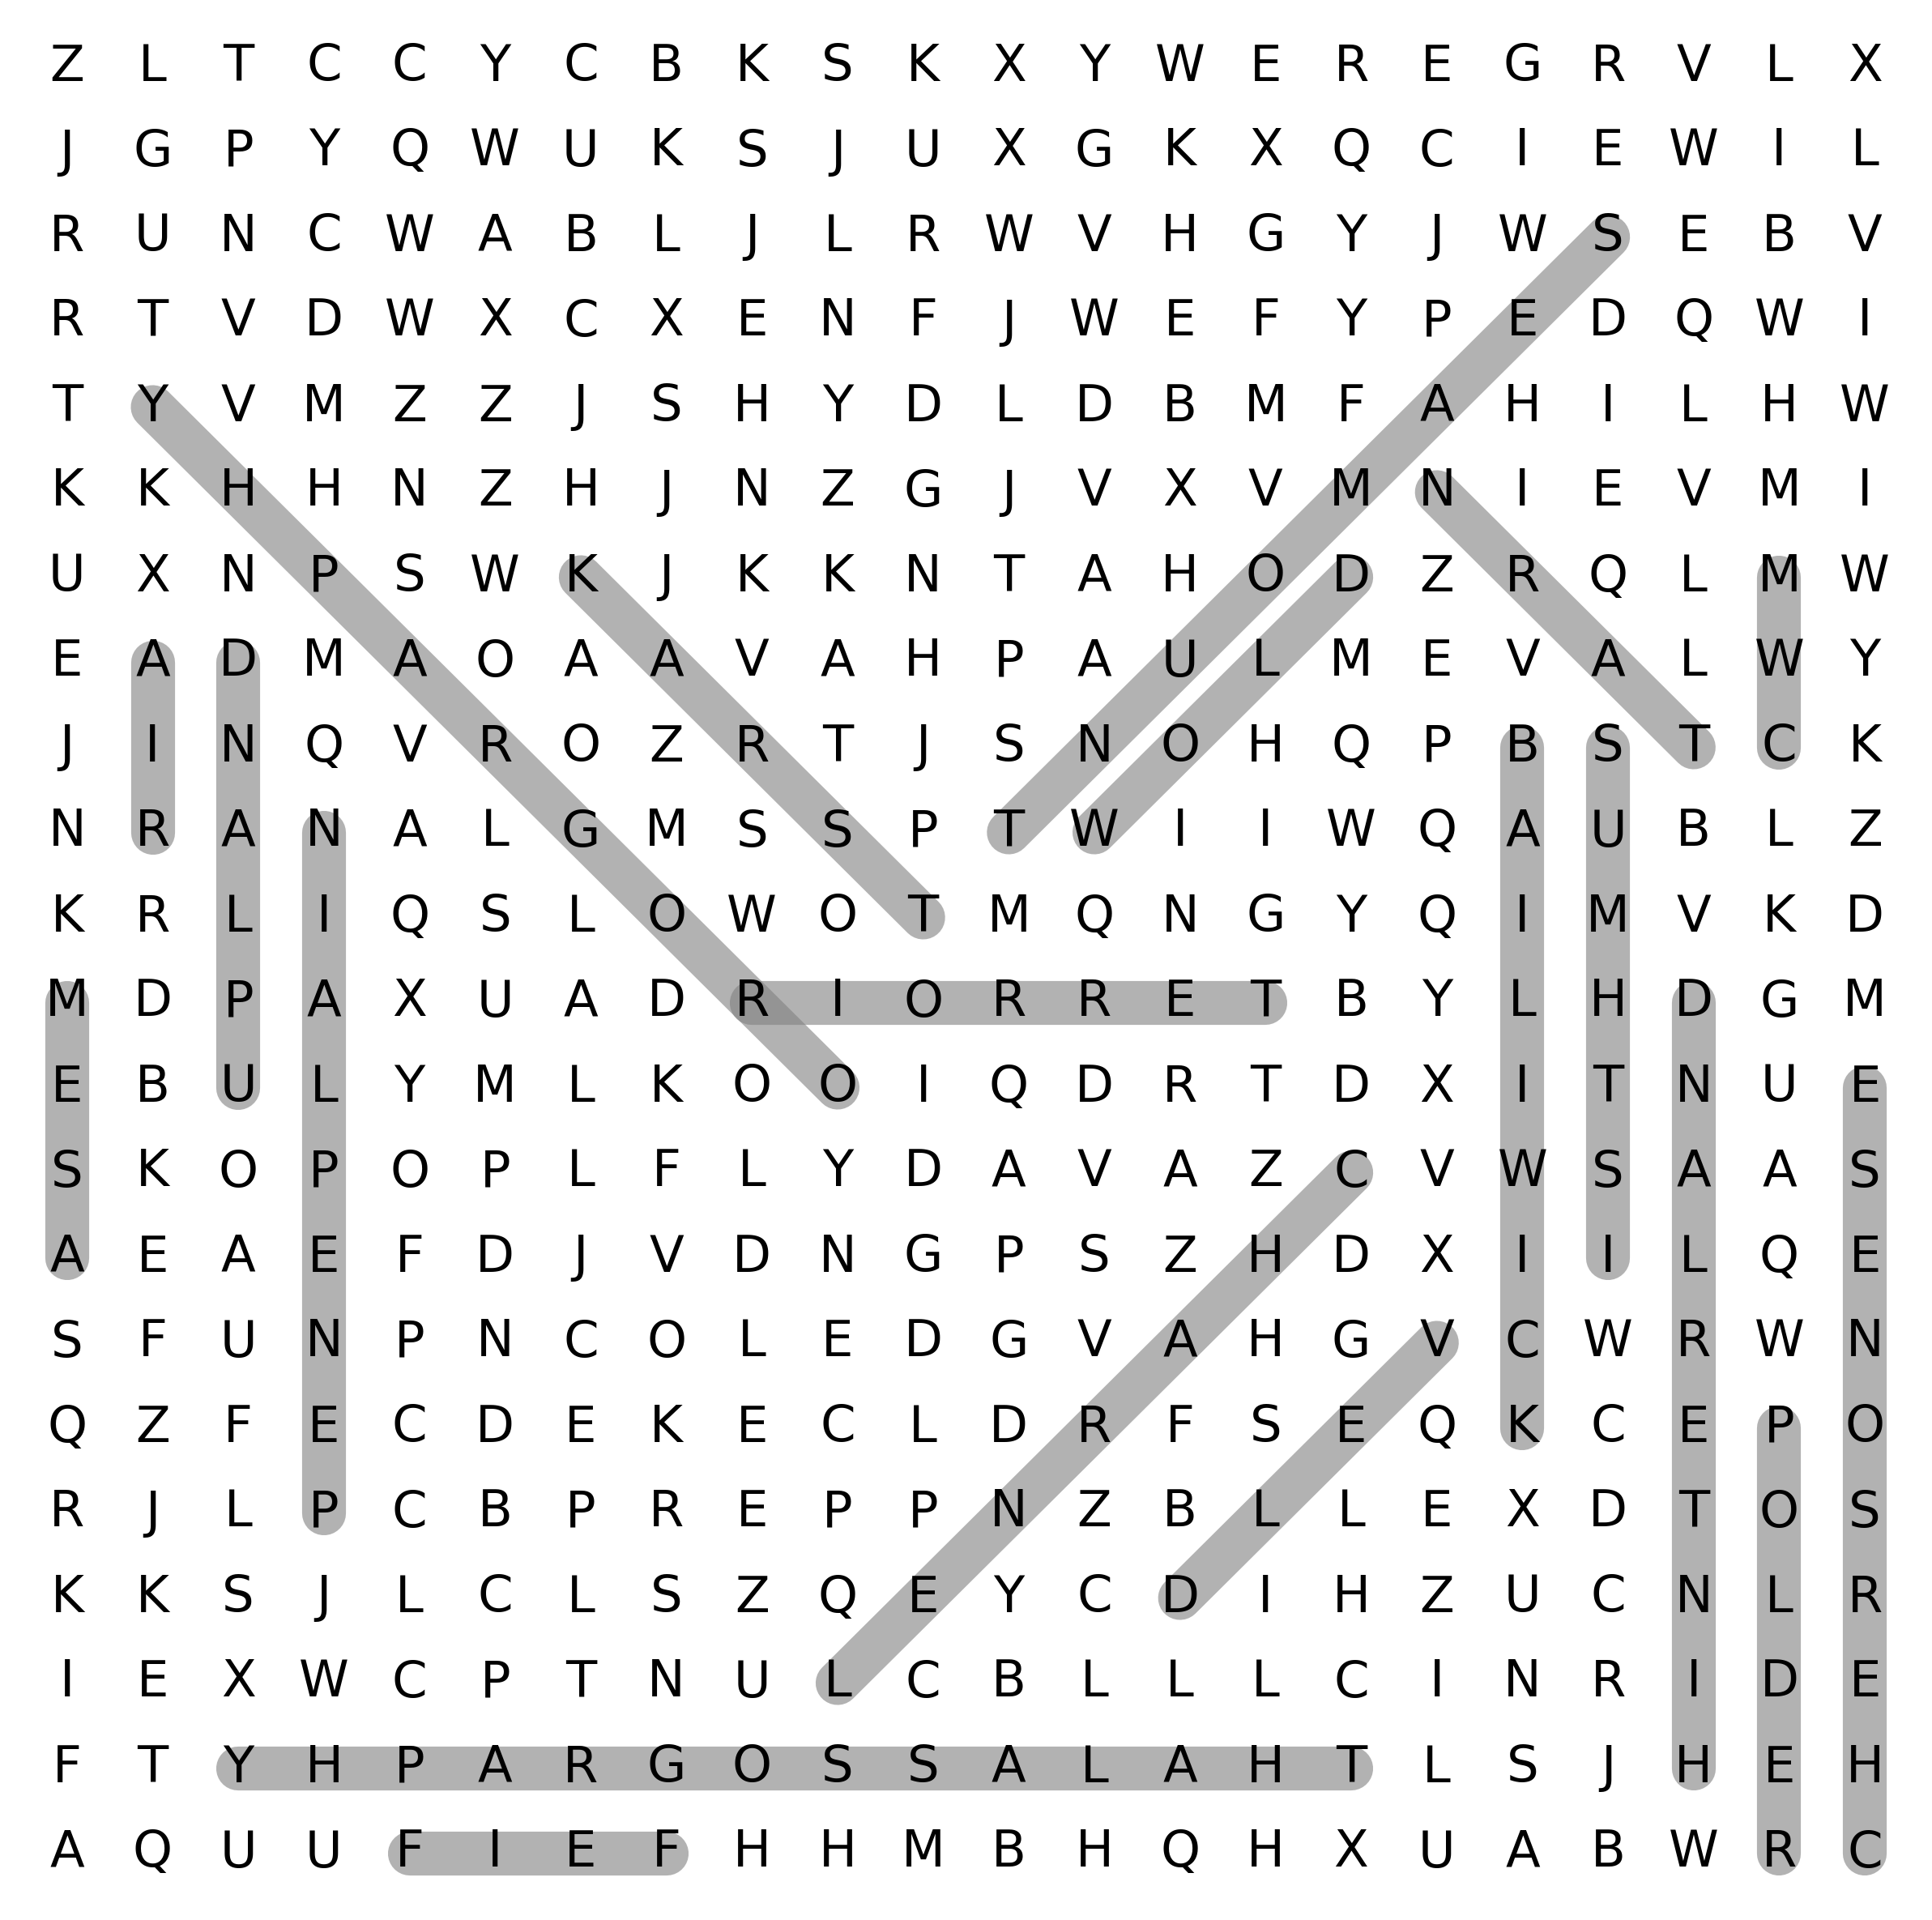 Z L T C C Y C B K S K X Y W E R E G R V L X
J G P Y Q W U K S J U X G K X Q C I E W I L
R U N C W A B L J L R W V H G Y J W S E B V
R T V D W X C X E N F J W E F Y P E D Q W I
T Y V M Z Z J S H Y D L D B M F A H I L H W
K K H H N Z H J N Z G J V X V M N I E V M I
U X N P S W K J K K N T A H O D Z R Q L M W
E A D M A O A A V A H P A U L M E V A L W Y
J I N Q V R O Z R T J S N O H Q P B S T C K
N R A N A L G M S S P T W I I W Q A U B L Z
K R L I Q S L O W O T M Q N G Y Q I M V K D
M D P A X U A D R I O R R E T B Y L H D G M
E B U L Y M L K O O I Q D R T D X I T N U E
S K O P O P L F L Y D A V A Z C V W S A A S
A E A E F D J V D N G P S Z H D X I I L Q E
S F U N P N C O L E D G V A H G V C W R W N
Q Z F E C D E K E C L D R F S E Q K C E P O
R J L P C B P R E P P N Z B L L E X D T O S
K K S J L C L S Z Q E Y C D I H Z U C N L R
I E X W C P T N U L C B L L L C I N R I D E
F T Y H P A R G O S S A L A H T L S J H E H
A Q U U F I E F H H M B H Q H X U A B W R C